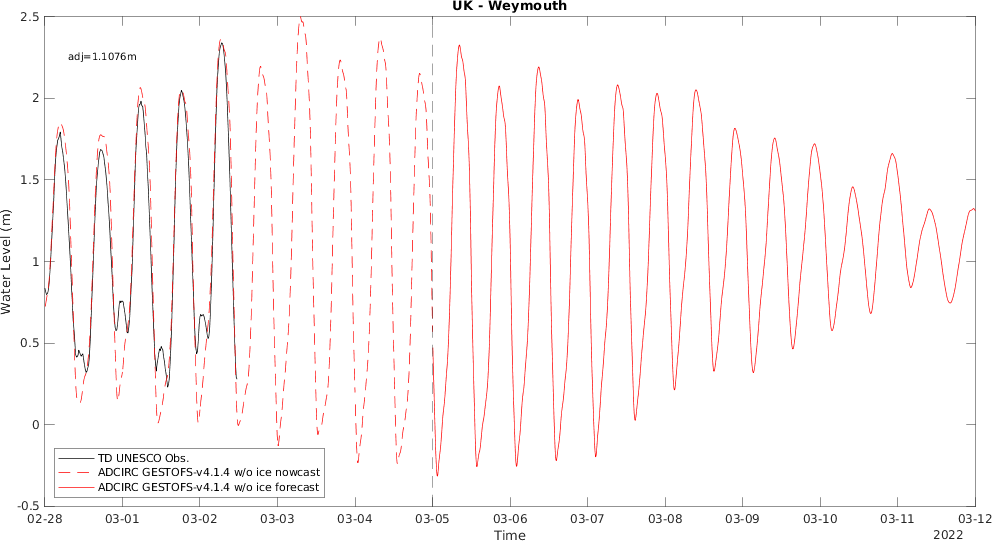 UK - Weymouth
adj=1.1076m
2.5
2
1.5
1
0.5
0
-0.5
Water Level (m)
TD UNESCO Obs.
ADCIRC GESTOFS-v4.1.4 w/o ice nowcast
ADCIRC GESTOFS-v4.1.4 w/o ice forecast
02-28 03-01 03-02 03-03 03-04 03-05 03-06 03-07 03-08 03-09 03-10 03-11 03-12
Time
2022